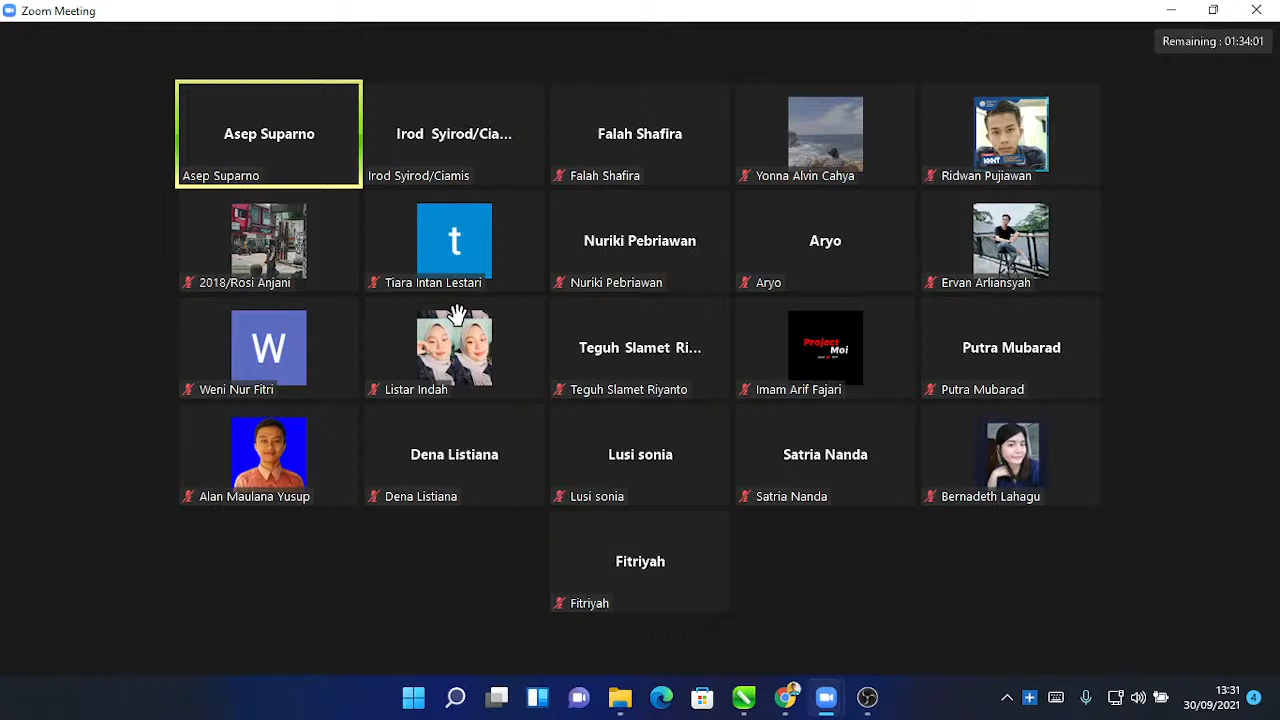 Zoom Meeting
Remaining : 01:34:01
Asep Suparno
Asep Suparno
Irod Syirod/Cia...
Irod Syirod/Ciamis
Falah Shafira
Falah Shafira
Yonna Alvin Cahya
KKNT
Ridwan Pujiawan
2018/Rosi Anjani
t
Tiara Intan Lestari
Nuriki Pebriawan
Nuriki Pebriawan
Aryo
Aryo
Ervan Arliansyah
W
Weni Nur Fitri
Listar Indah
Teguh Slamet Ri...
Teguh Slamet Riyanto
Project
Moi
Imam Arif Fajari
Putra Mubarad
Putra Mubarad
Alan Maulana Yusup
Dena Listiana
Dena Listiana
Lusi sonia
Lusi sonia
Satria Nanda
Satria Nanda
Bernadeth Lahagu
Fitriyah
Fitriyah
13:31
30/09/2021
4